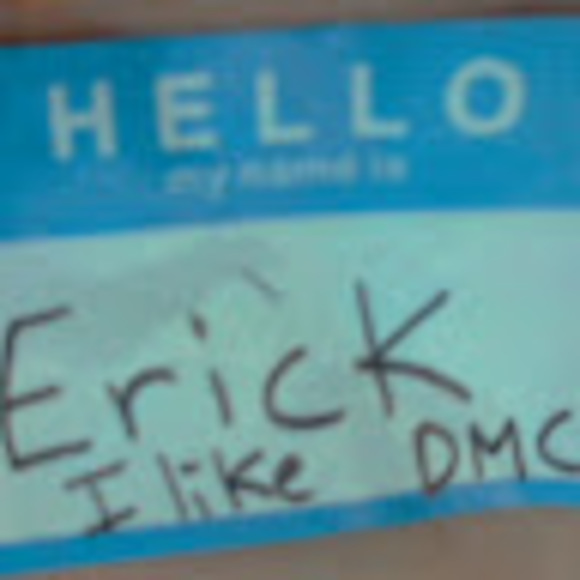 HELLO
my name is
Erick
I like DMC